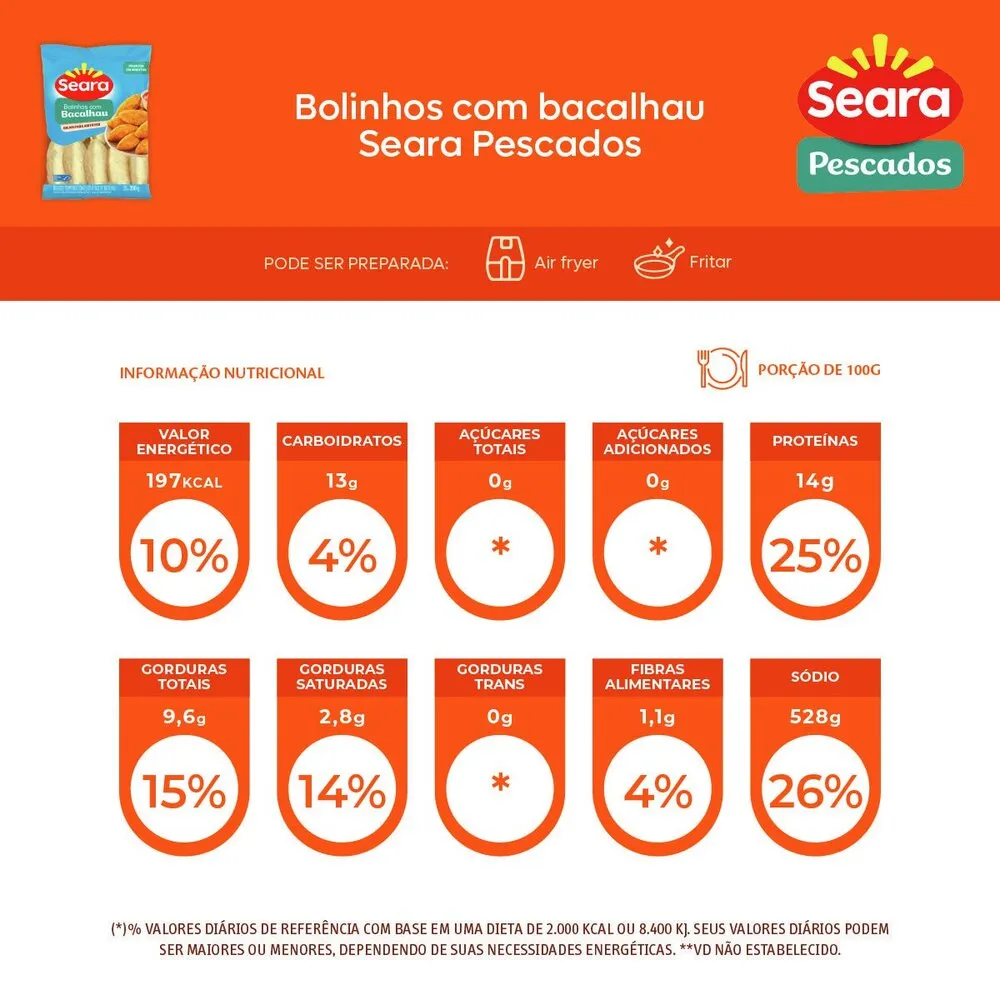 Seara
Bolinhos com
Bacalhau
Bolinhos com bacalhau
Seara Pescados
Seara
Pescados
PODE SER PREPARADA:
Air fryer
Fritar
INFORMAÇÃO NUTRICIONAL
PORÇÃO DE 100G
VALOR
ENERGÉTICO
197KCAL
10%
CARBOIDRATOS
13g
4%
AÇÚCARES
TOTAIS
0g
*
AÇÚCARES
ADICIONADOS
0g
*
PROTEÍNAS
14g
25%
GORDURAS
TOTAIS
9,6g
15%
GORDURAS
SATURADAS
2,8g
14%
GORDURAS
TRANS
0g
*
FIBRAS
ALIMENTARES
1,1g
4%
SÓDIO
528g
26%
(*)% VALORES DIÁRIOS DE REFERÊNCIA COM BASE EM UMA DIETA DE 2.000 KCAL OU 8.400 KJ. SEUS VALORES DIÁRIOS PODEM
SER MAIORES OU MENORES, DEPENDENDO DE SUAS NECESSIDADES ENERGÉTICAS. **VD NÃO ESTABELECIDO.